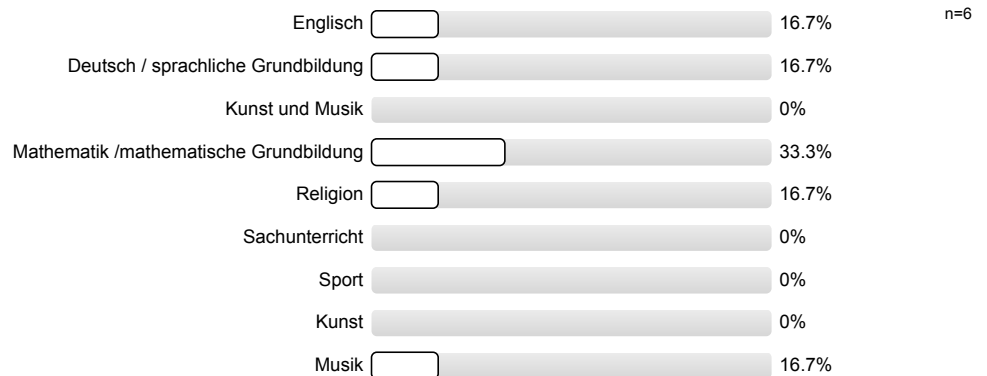 n=6
Englisch 16.7%
Deutsch / sprachliche Grundbildung 16.7%
Kunst und Musik 0%
Mathematik /mathematische Grundbildung 33.3%
Religion 16.7%
Sachunterricht 0%
Sport 0%
Kunst 0%
Musik 16.7%